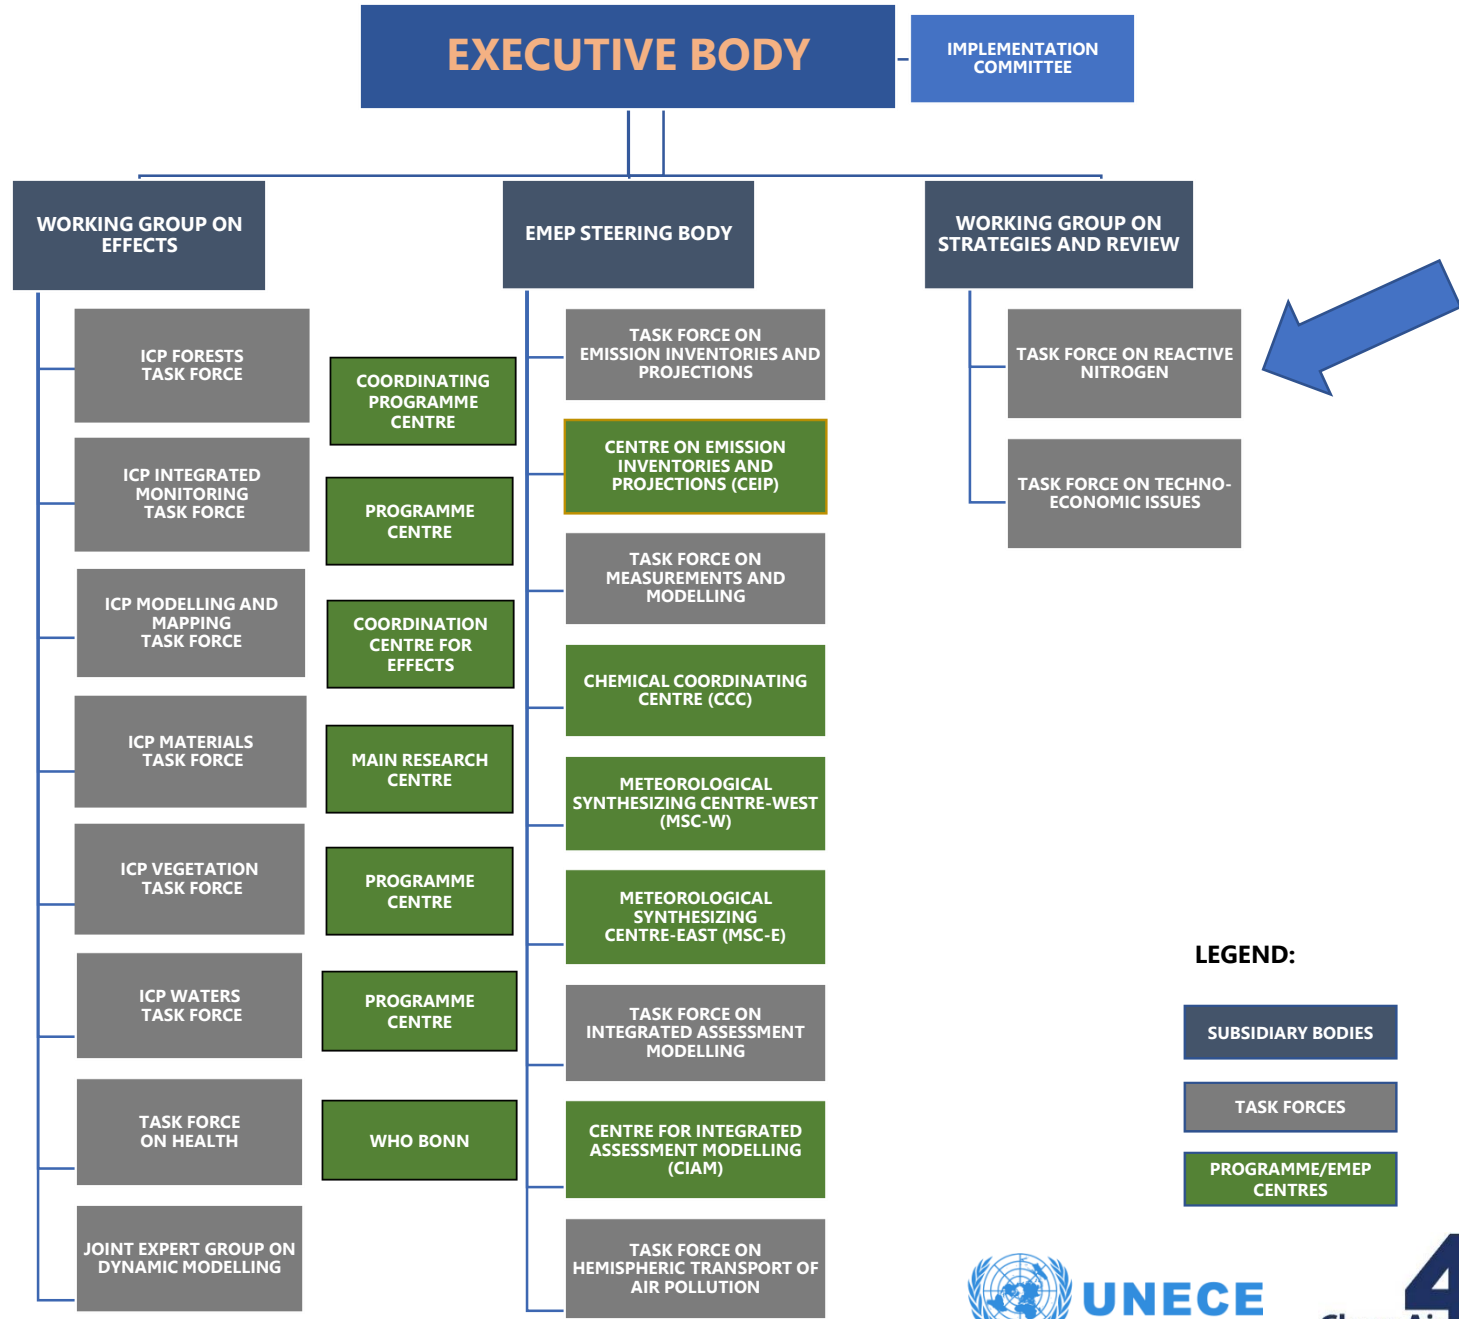 EXECUTIVE BODY
IMPLEMENTATION
COMMITTEE
WORKING GROUP ON
EFFECTS
EMEP STEERING BODY
WORKING GROUP ON
STRATEGIES AND REVIEW
ICP FORESTS
TASK FORCE
ICP INTEGRATED
MONITORING
TASK FORCE
ICP MODELLING AND
MAPPING
TASK FORCE
ICP MATERIALS
TASK FORCE
ICP VEGETATION
TASK FORCE
ICP WATERS
TASK FORCE
TASK FORCE
ON HEALTH
JOINT EXPERT GROUP ON
DYNAMIC MODELLING
COORDINATING
PROGRAMME
CENTRE
PROGRAMME
CENTRE
COORDINATION
CENTRE FOR
EFFECTS
MAIN RESEARCH
CENTRE
PROGRAMME
CENTRE
PROGRAMME
CENTRE
WHO BONN
TASK FORCE ON
EMISSION INVENTORIES AND
PROJECTIONS
CENTRE ON EMISSION
INVENTORIES AND
PROJECTIONS (CEIP)
TASK FORCE ON
MEASUREMENTS AND
MODELLING
CHEMICAL COORDINATING
CENTRE (CCC)
METEOROLOGICAL
SYNTHESIZING CENTRE-WEST
(MSC-W)
METEOROLOGICAL
SYNTHESIZING
CENTRE-EAST (MSC-E)
TASK FORCE ON
INTEGRATED ASSESSMENT
MODELLING
CENTRE FOR INTEGRATED
ASSESSMENT MODELLING
(CIAM)
TASK FORCE ON
HEMISPHERIC TRANSPORT OF
AIR POLLUTION
TASK FORCE ON REACTIVE
NITROGEN
TASK FORCE ON TECHNO-
ECONOMIC ISSUES
LEGEND:
SUBSIDIARY BODIES
TASK FORCES
PROGRAMME/EMEP
CENTRES
UNECE
4